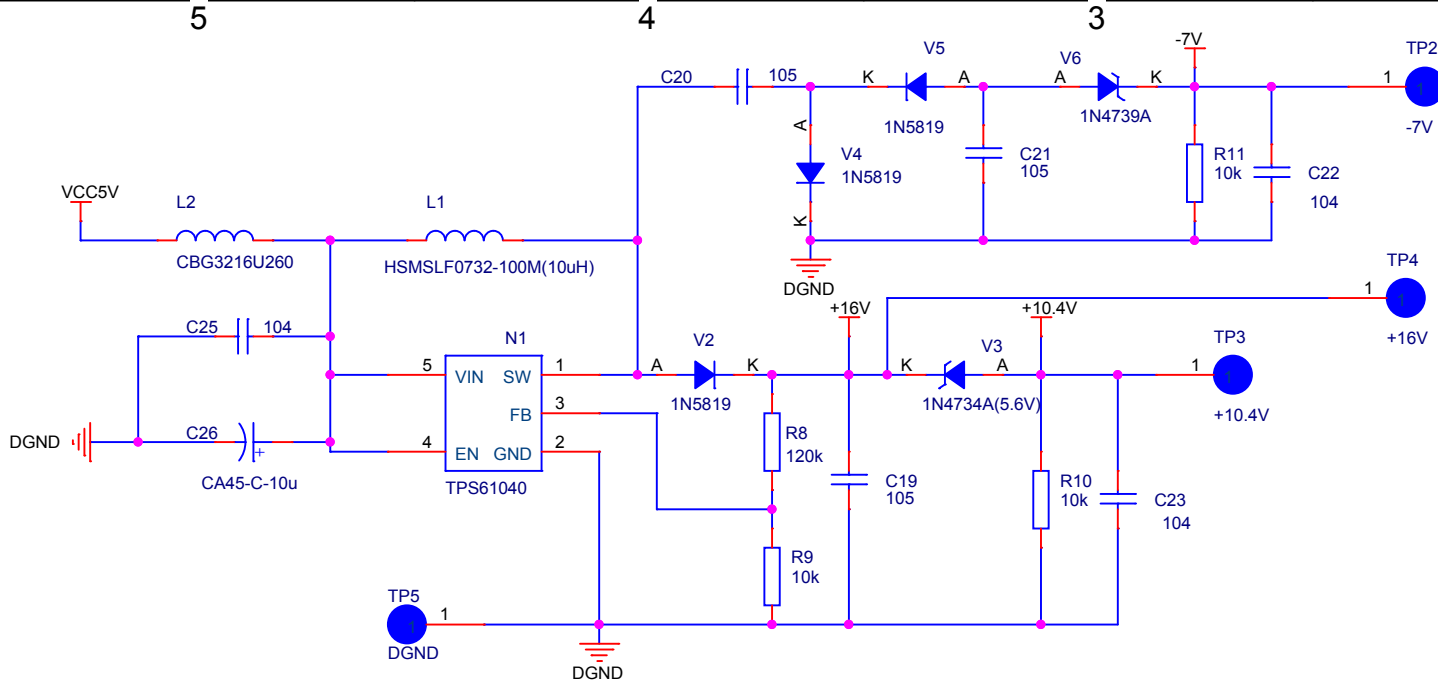 5 4 3
-7V
TP2
V5
V6
C20 105 K A A K 1 1
1N5819
1N4739A
-7V
A
V4
1N5819
K
C21
105
R11
10k
C22
104
VCC5V
L2
L1
CBG3216U260
HSMSLF0732-100M(10uH)
DGND
TP4
1 1
+16V
+16V
+10.4V
C25 104
N1
V2
V3
TP3
5 VIN SW 1
A K
K A
1 1
1N5819
1N4734A(5.6V)
+10.4V
FB 3
DGND
C26
+
4 EN GND 2
CA45-C-10u
TPS61040
R8
120k
C19
105
R10
10k
C23
104
R9
10k
TP5
1 1
DGND
DGND